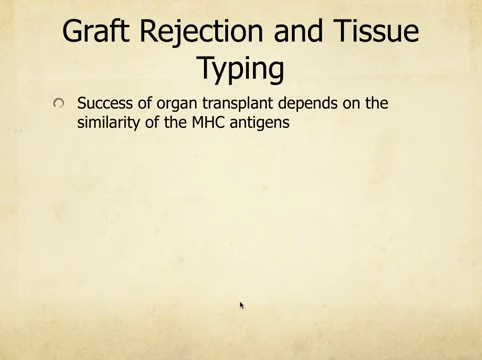 Graft Rejection and Tissue
Typing
Success of organ transplant depends on the
similarity of the MHC antigens